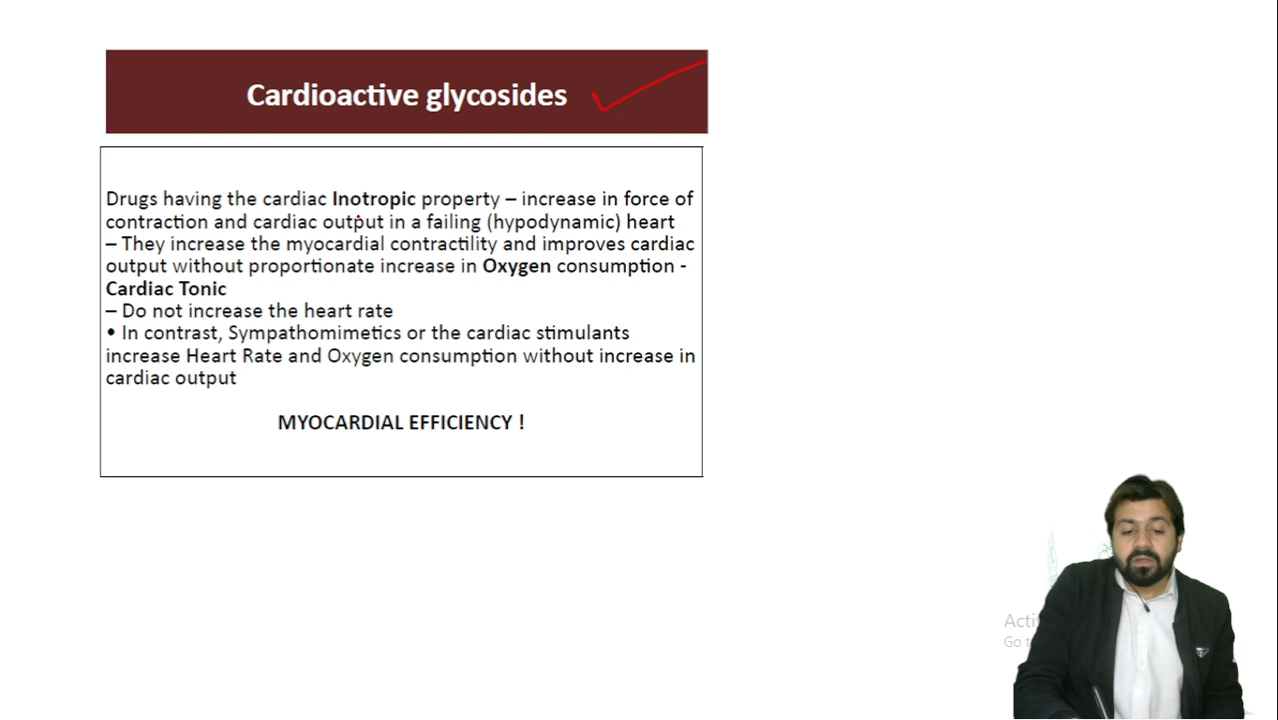 Cardioactive glycosides
Drugs having the cardiac Inotropic property – increase in force of
contraction and cardiac output in a failing (hypodynamic) heart
– They increase the myocardial contractility and improves cardiac
output without proportionate increase in Oxygen consumption -
Cardiac Tonic
– Do not increase the heart rate
• In contrast, Sympathomimetics or the cardiac stimulants
increase Heart Rate and Oxygen consumption without increase in
cardiac output
MYOCARDIAL EFFICIENCY !
Go